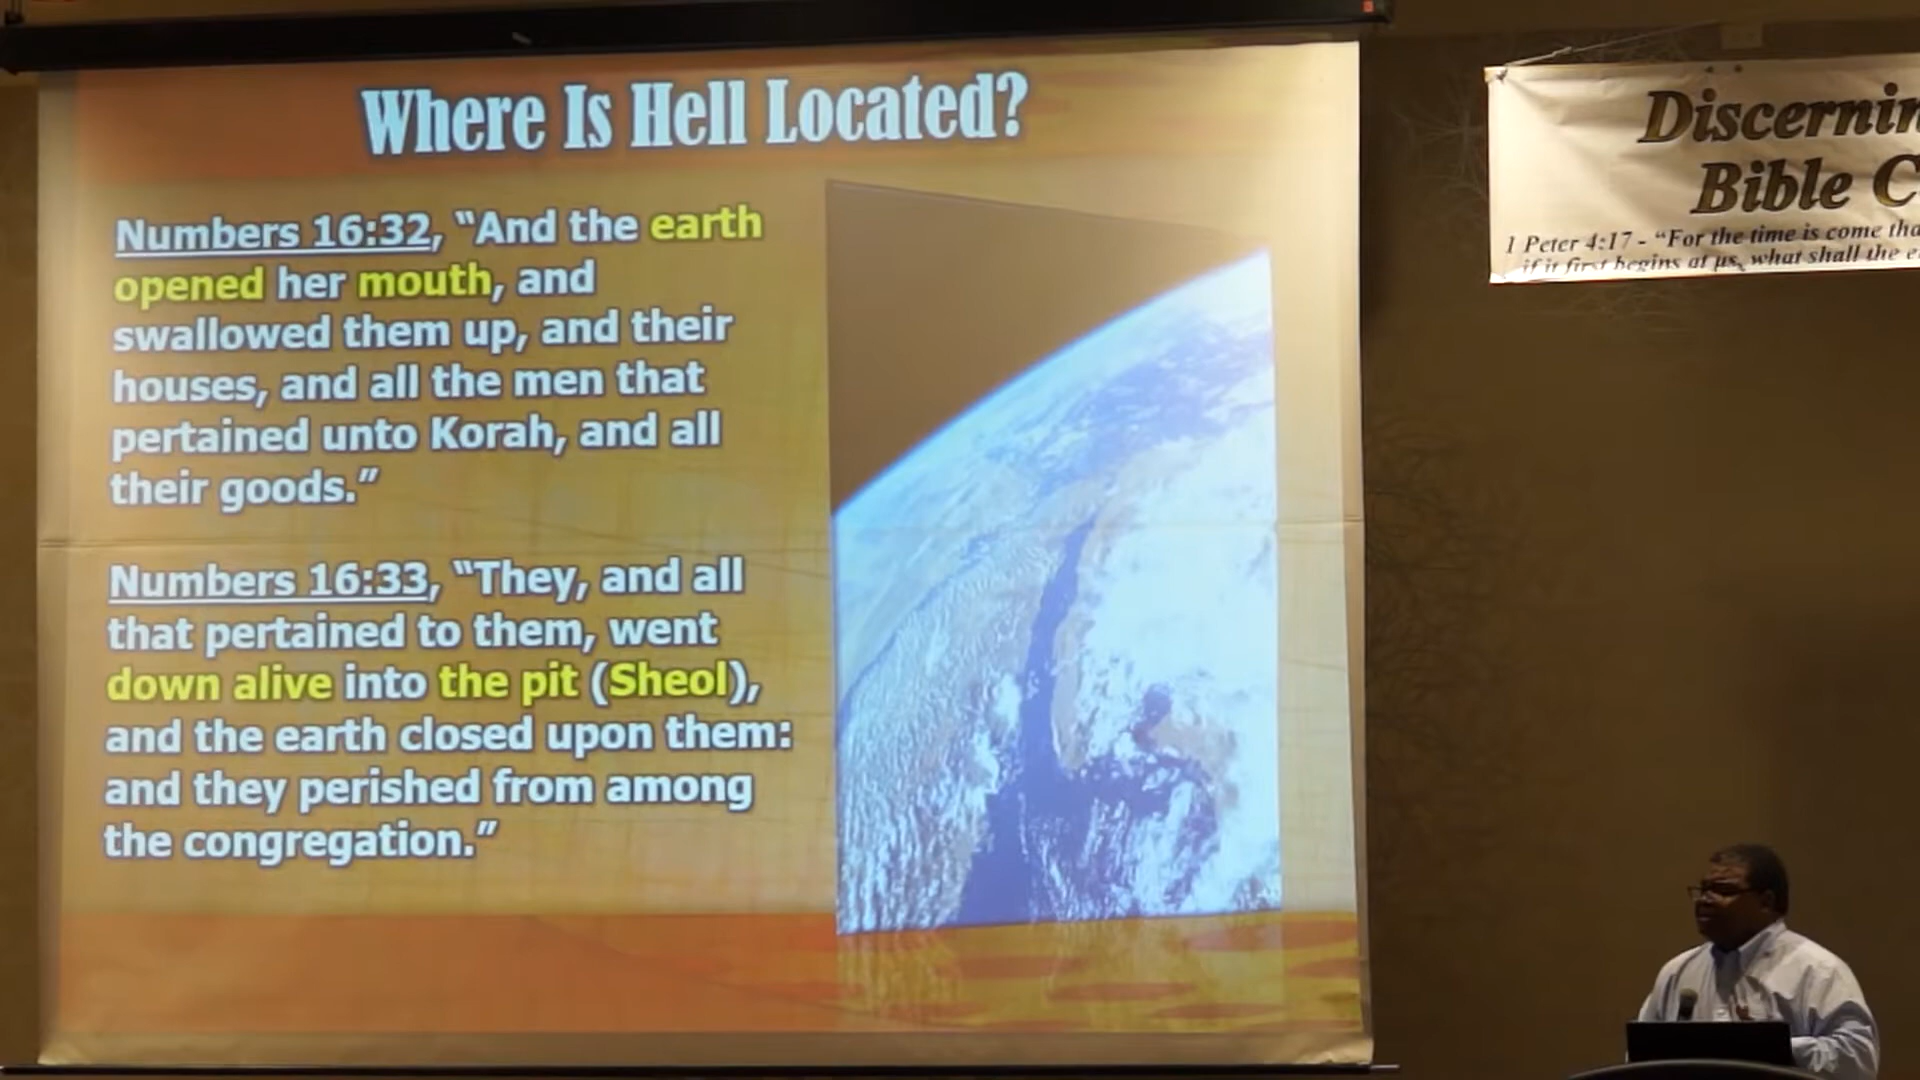 Where Is Hell Located?
Numbers 16:32, “And the earth
opened her mouth, and
swallowed them up, and their
houses, and all the men that
pertained unto Korah, and all
their goods.”
Numbers 16:33, “They, and all
that pertained to them, went
down alive into the pit (Sheol),
and the earth closed upon them:
and they perished from among
the congregation.”
Discernin
Bible C
1 Peter 4:17 - “For the time is come tha
if it first begins at us, what shall the e